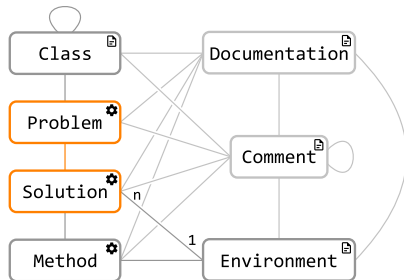 Class Documentation
Problem
Comment
Solution
n
1
Method Environment